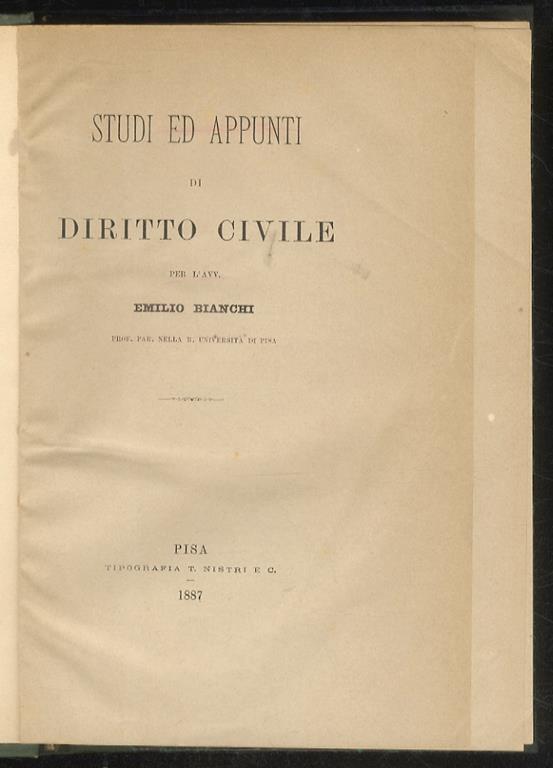 STUDI ED APPUNTI
DI
DIRITTO CIVILE
PER L'AVV.
EMILIO BIANCHI
PROF. PAR. NELLA R. UNIVERSITÀ DI PISA
PISA
TIPOGRAFIA T. NISTRI E C.
1887